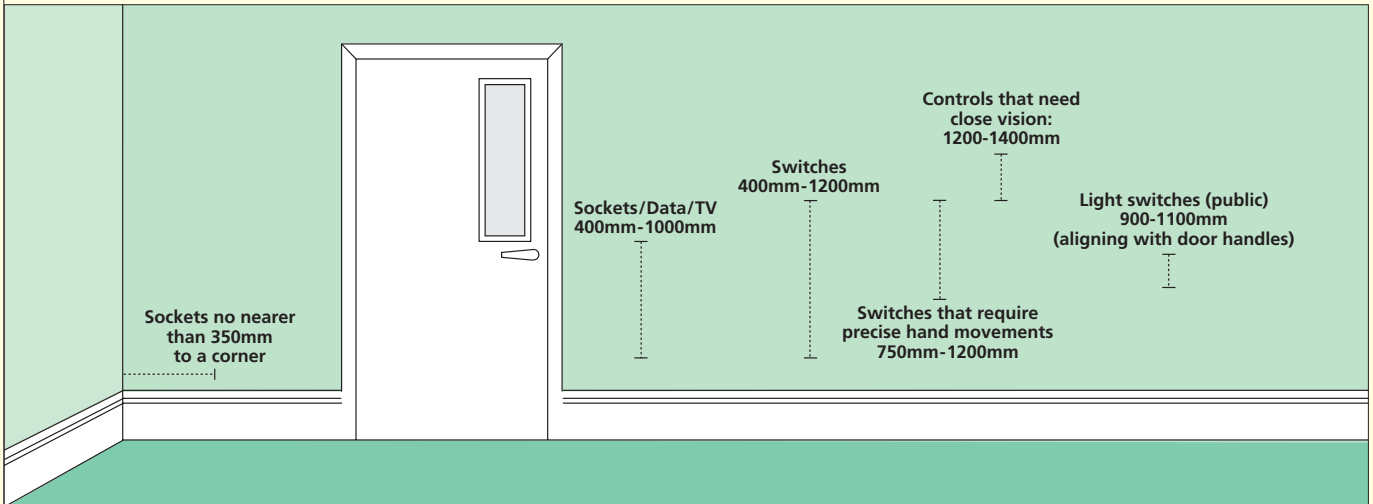 Sockets no nearer
than 350mm
to a corner
Sockets/Data/TV
400mm-1000mm
Switches
400mm-1200mm
Controls that need
close vision:
1200-1400mm
Switches that require
precise hand movements
750mm-1200mm
Light switches (public)
900-1100mm
(aligning with door handles)